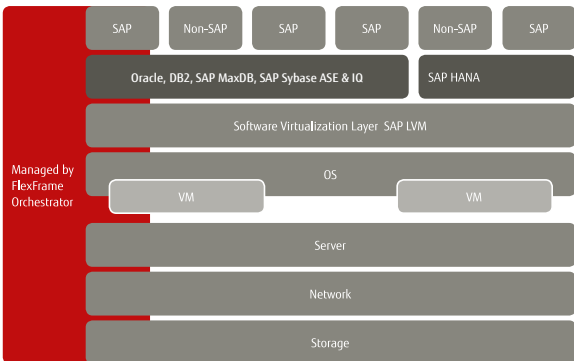 SAP
Non-SAP
SAP
SAP
Non-SAP
SAP
Oracle, DB2, SAP MaxDB, SAP Sybase ASE & IQ
SAP HANA
Software Virtualization Layer SAP LVM
Managed by
FlexFrame
Orchestrator
OS
VM
VM
Server
Network
Storage